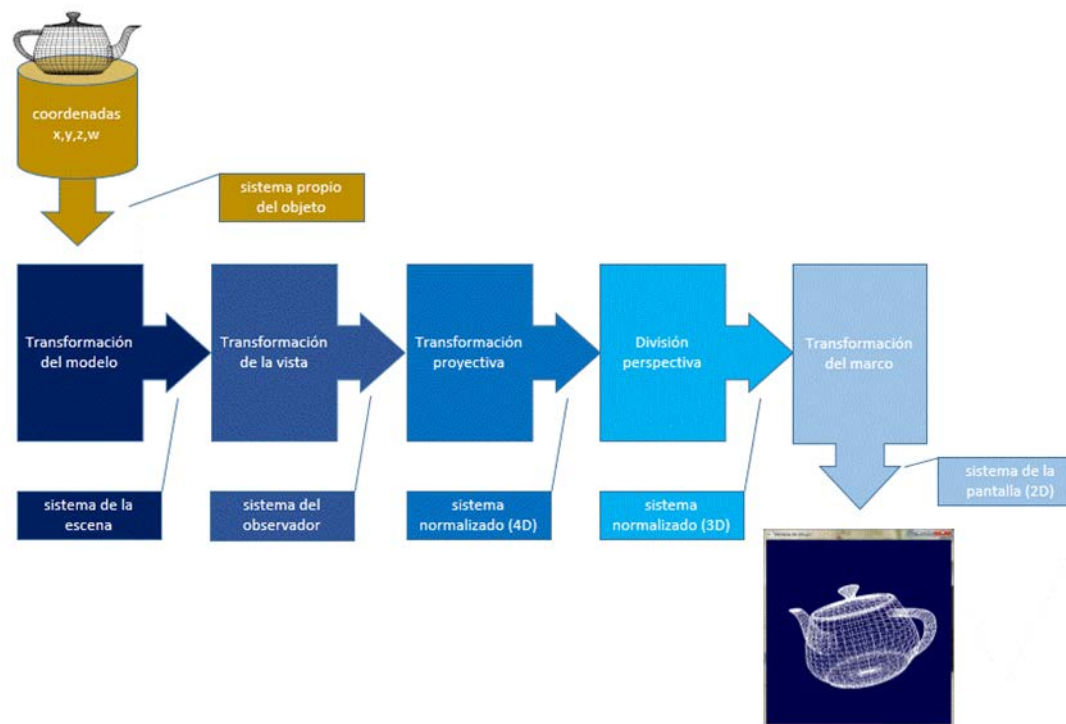 coordenadas
x,y,z,w
sistema propio
del objeto
Transformación
del modelo
Transformación
de la vista
Transformación
proyectiva
División
perspectiva
Transformación
del marco
sistema de la
escena
sistema del
observador
sistema
normalizado (4D)
sistema
normalizado (3D)
sistema de la
pantalla (2D)